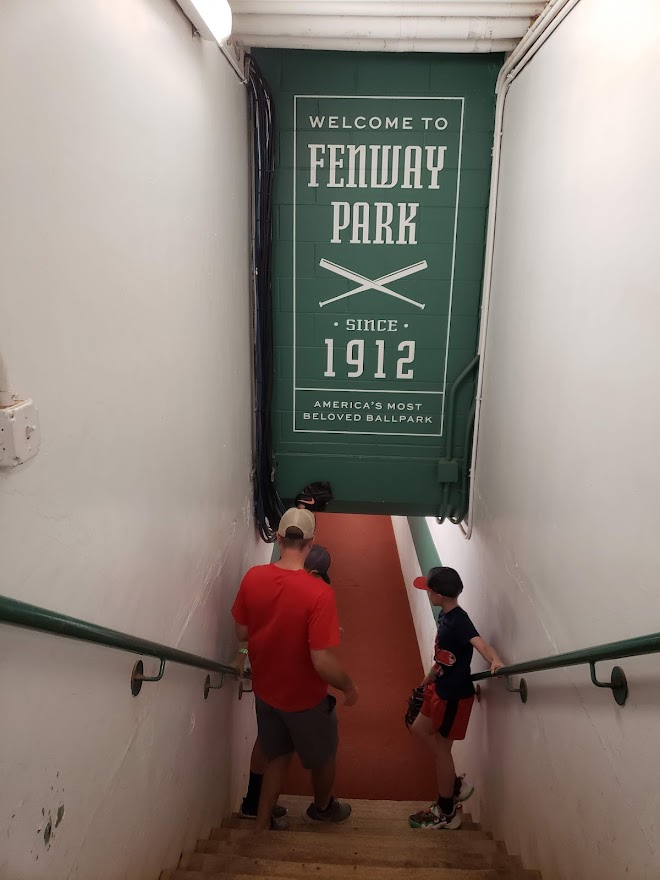 WELCOME TO
FENWAY
PARK
· SINCE ·
1912
AMERICA'S MOST
BELOVED BALLPARK